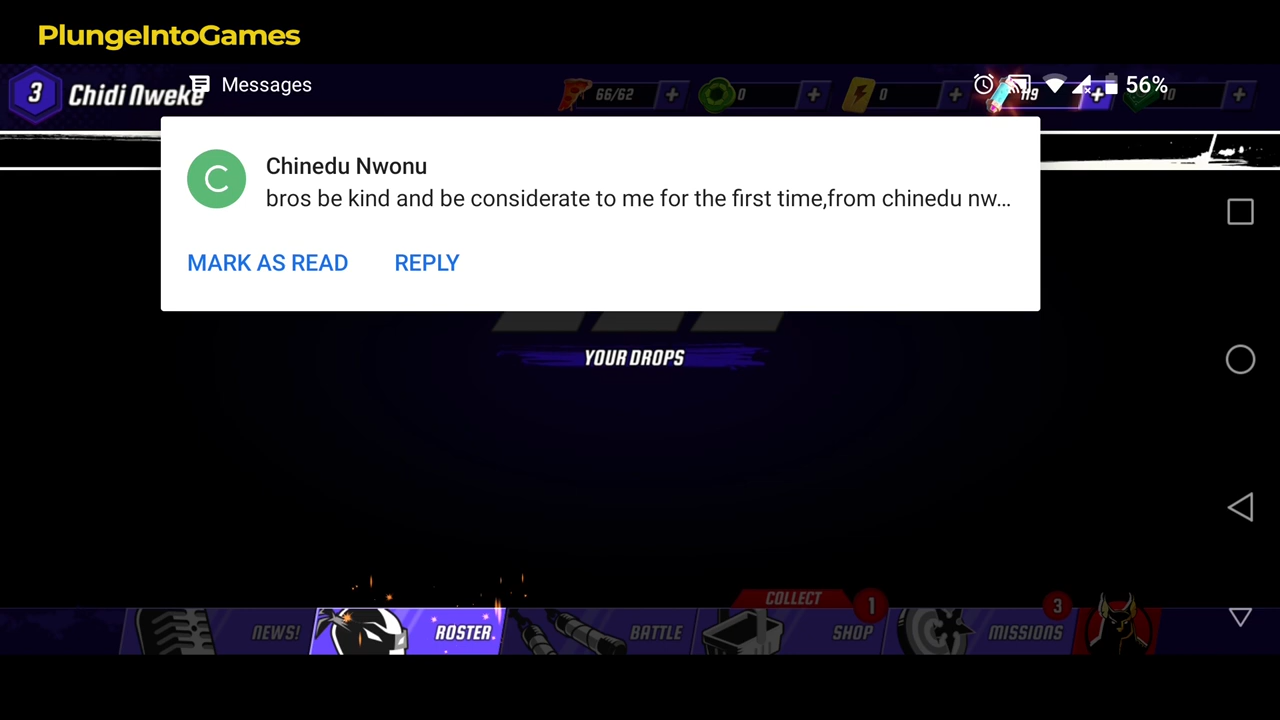 PlungeIntoGames
3 Chidi Nweke Messages 66/62 0 0 119 10 56%
C Chinedu Nwonu
bros be kind and be considerate to me for the first time,from chinedu nw...
MARK AS READ REPLY
YOUR DROPS
COLLECT 1 3
NEWS! ROSTER BATTLE SHOP MISSIONS